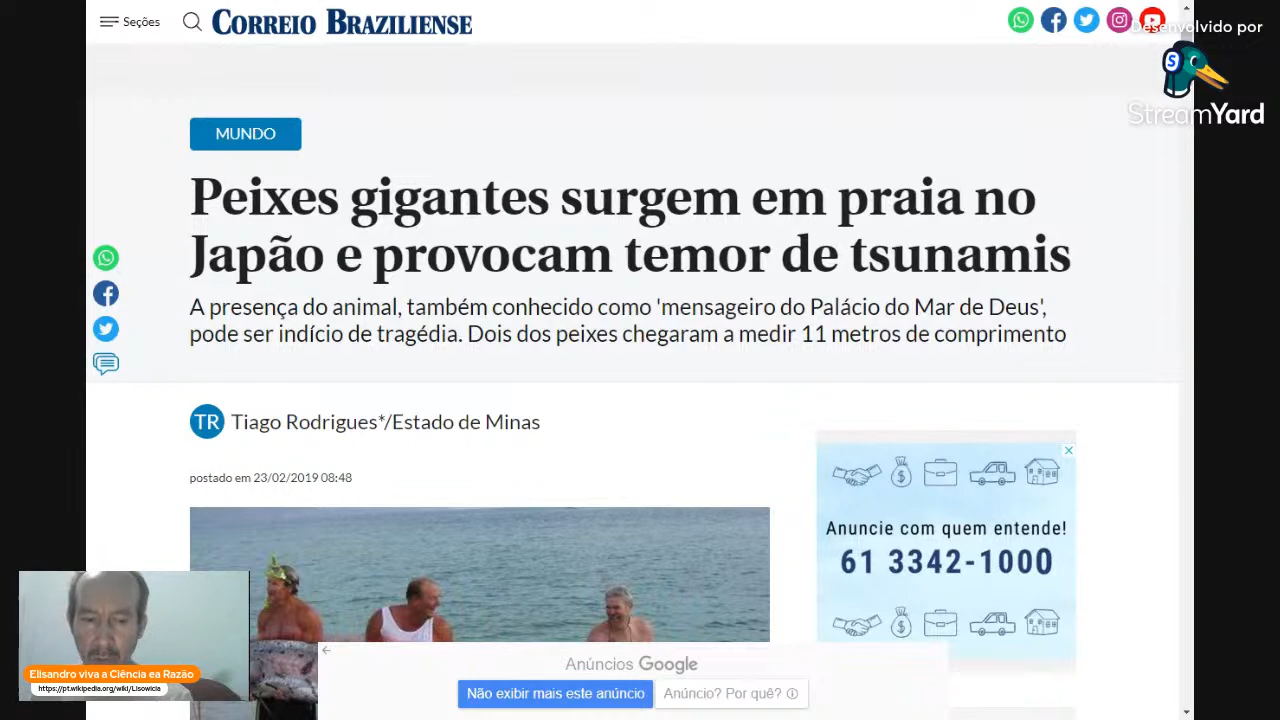 Seções
CORREIO BRAZILIENSE
Desenvolvido por
S
StreamYard
MUNDO
Peixes gigantes surgem em praia no
Japão e provocam temor de tsunamis
A presença do animal, também conhecido como 'mensageiro do Palácio do Mar de Deus',
pode ser indício de tragédia. Dois dos peixes chegaram a medir 11 metros de comprimento
TR Tiago Rodrigues*/Estado de Minas
postado em 23/02/2019 08:48
Anuncie com quem entende!
61 3342-1000
Anúncios Google
Não exibir mais este anúncio
Anúncio? Por quê?
Elisandro viva a Ciência ea Razão
https://pt.wikipedia.org/wiki/Lisowicia